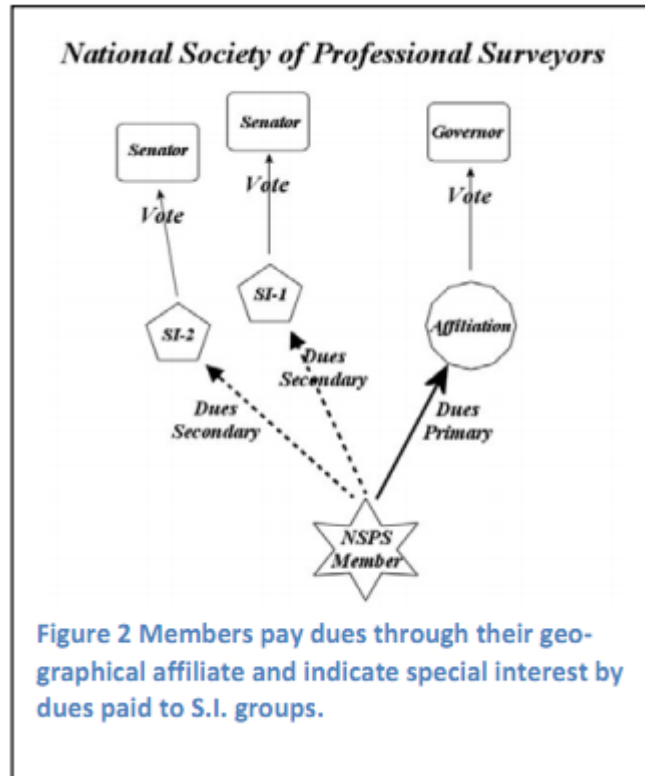 National Society of Professional Surveyors
Senator
Senator
Governor
Vote
Vote
Vote
SI-2
SI-1
Affiliation
Dues
Secondary
Dues
Secondary
Dues
Primary
NSPS
Member
Figure 2 Members pay dues through their geo-
graphical affiliate and indicate special interest by
dues paid to S.I. groups.